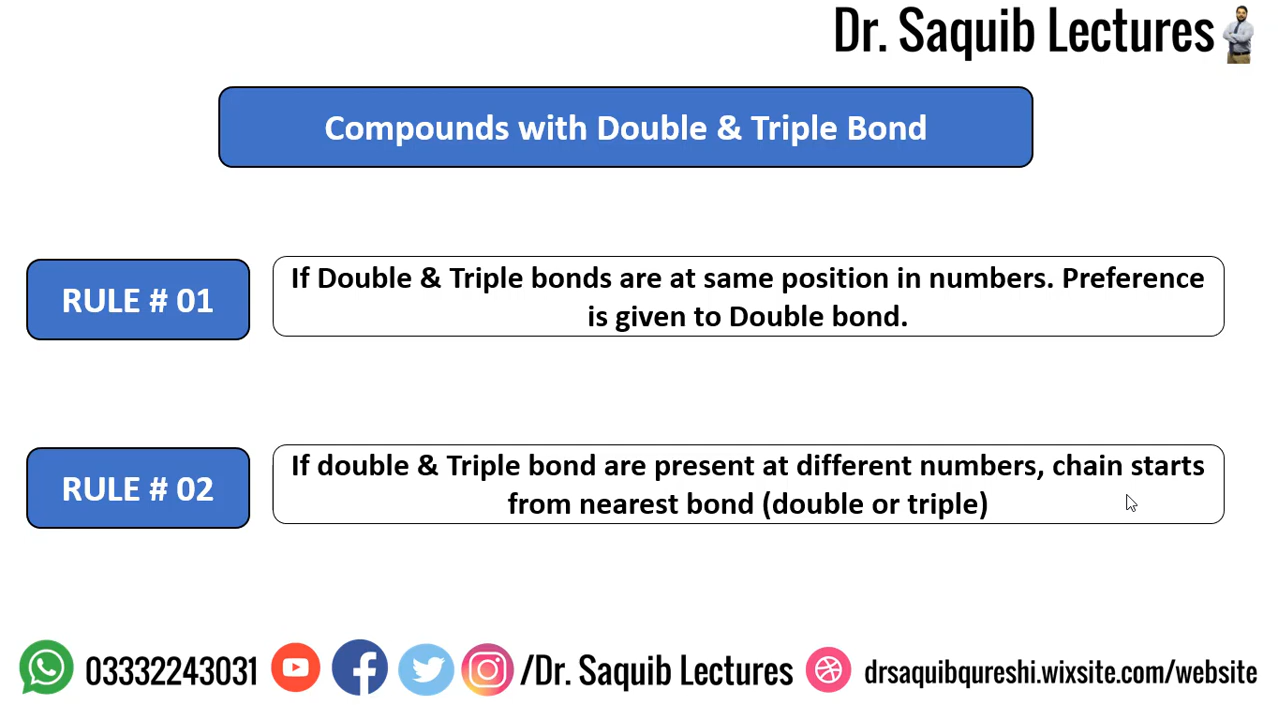 Dr. Saquib Lectures
Compounds with Double & Triple Bond
RULE # 01
If Double & Triple bonds are at same position in numbers. Preference
is given to Double bond.
RULE # 02
If double & Triple bond are present at different numbers, chain starts
from nearest bond (double or triple)
03332243031
/Dr. Saquib Lectures
drsaquibqureshi.wixsite.com/website